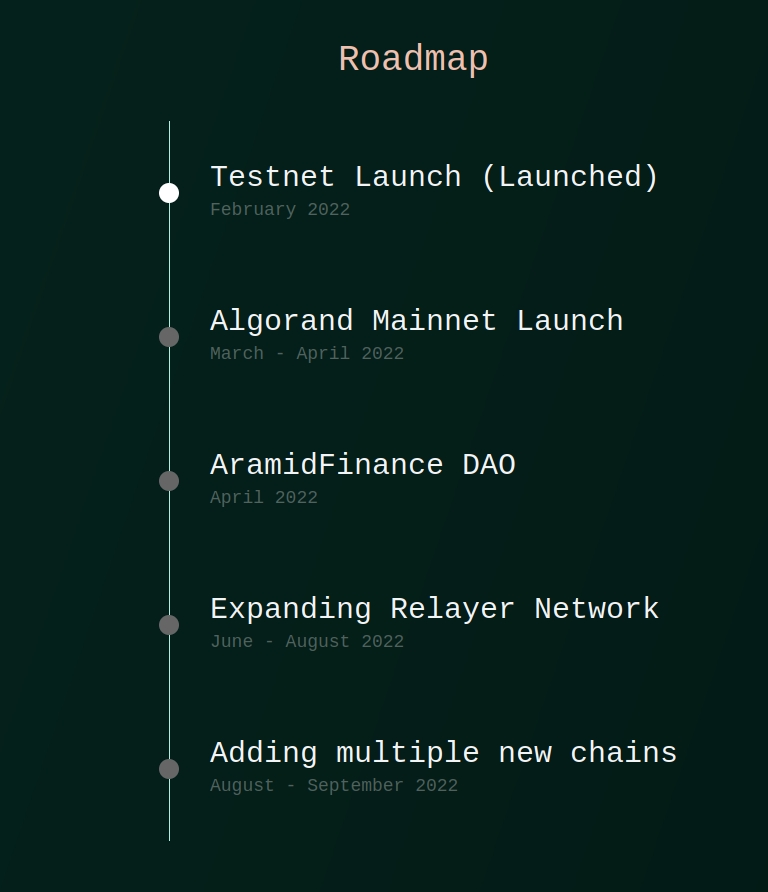 Roadmap
Testnet Launch (Launched)
February 2022
Algorand Mainnet Launch
March - April 2022
AramidFinance DAO
April 2022
Expanding Relayer Network
June - August 2022
Adding multiple new chains
August - September 2022